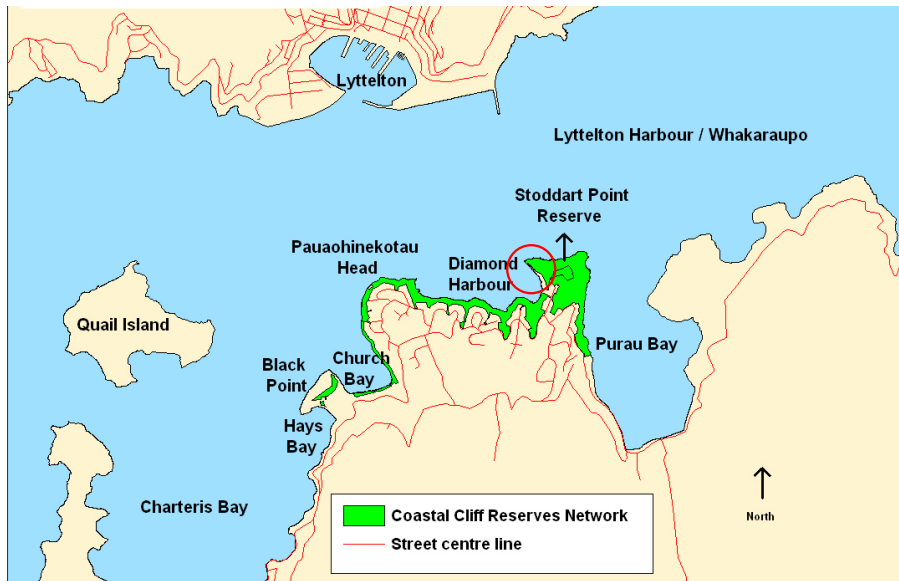 Lyttelton
Lyttelton Harbour / Whakaraupo
Stoddart Point
Reserve
Pauaohinekotau
Head
Diamond
Harbour
Quail Island
Purau Bay
Church
Bay
Black
Point
Hays
Bay
Charteris Bay
North
Coastal Cliff Reserves Network
Street centre line